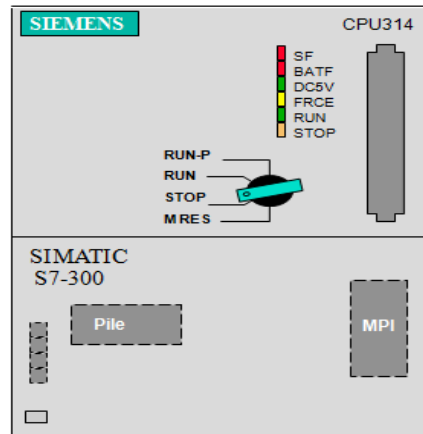 SIEMENS
CPU314
SF
BATF
DC5V
FRCE
RUN
STOP
RUN-P
RUN
STOP
MRES
SIMATIC
S7-300
Pile
MPI